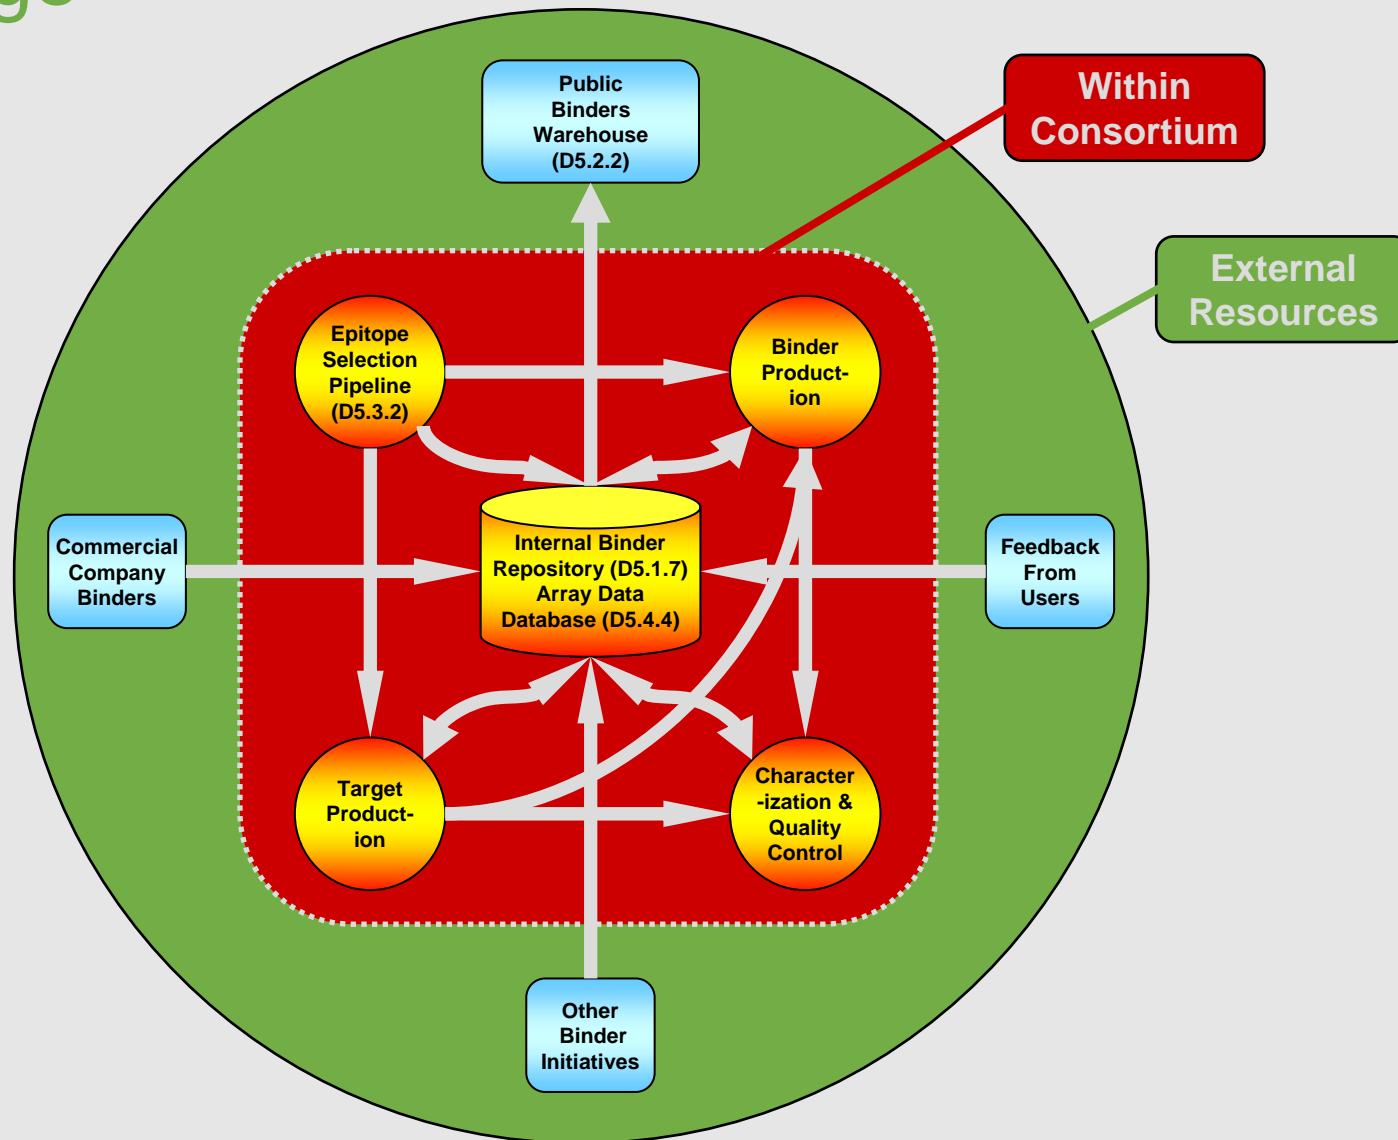 Public
Binders
Warehouse
(D5.2.2)
Within
Consortium
External
Resources
Epitope
Selection
Pipeline
(D5.3.2)
Binder
Product-
ion
Commercial
Company
Binders
Internal Binder
Repository (D5.1.7)
Array Data
Database (D5.4.4)
Feedback
From
Users
Target
Product-
ion
Character
-ization &
Quality
Control
Other
Binder
Initiatives